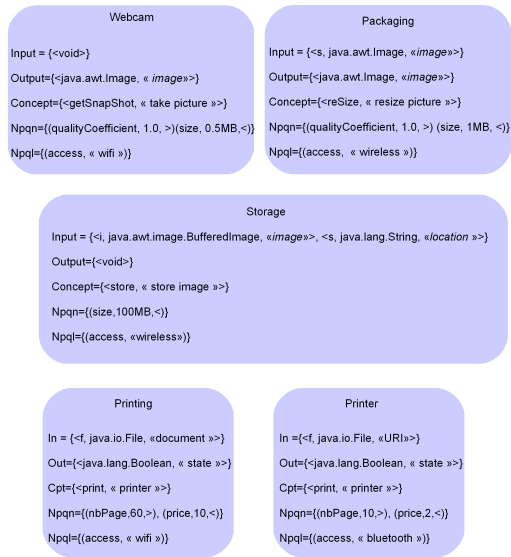 Webcam
Input = {<void>}
Output={<java.awt.Image, « image»>}
Concept={<getSnapShot, « take picture »>}
Npqn={(qualityCoefficient, 1.0, >)(size, 0.5MB,<)}
Npql={(access, « wifi »)}
Packaging
Input = {<s, java.awt.Image, «image»>}
Output={<java.awt.Image, «image»>}
Concept={<reSize, « resize picture »>}
Npqn={(qualityCoefficient, 1.0, >) (size, 1MB, <)}
Npql={(access, « wireless »)}
Storage
Input = {<i, java.awt.image.BufferedImage, «image»>, <s, java.lang.String, «location »>}
Output={<void>}
Concept={<store, « store image »>}
Npqn={(size,100MB,<)}
Npql={(access, «wireless»)}
Printing
In = {<f, java.io.File, «document »>}
Out={<java.lang.Boolean, « state »>}
Cpt={<print, « printer »>}
Npqn={(nbPage,60,>), (price,10,<)}
Npql={(access, « wifi »)}
Printer
In ={<f, java.io.File, «URI»>}
Out={<java.lang.Boolean, « state »>}
Cpt={<print, « printer »>}
Npqn={(nbPage,10,>), (price,2,<)}
Npql={(access, « bluetooth »)}